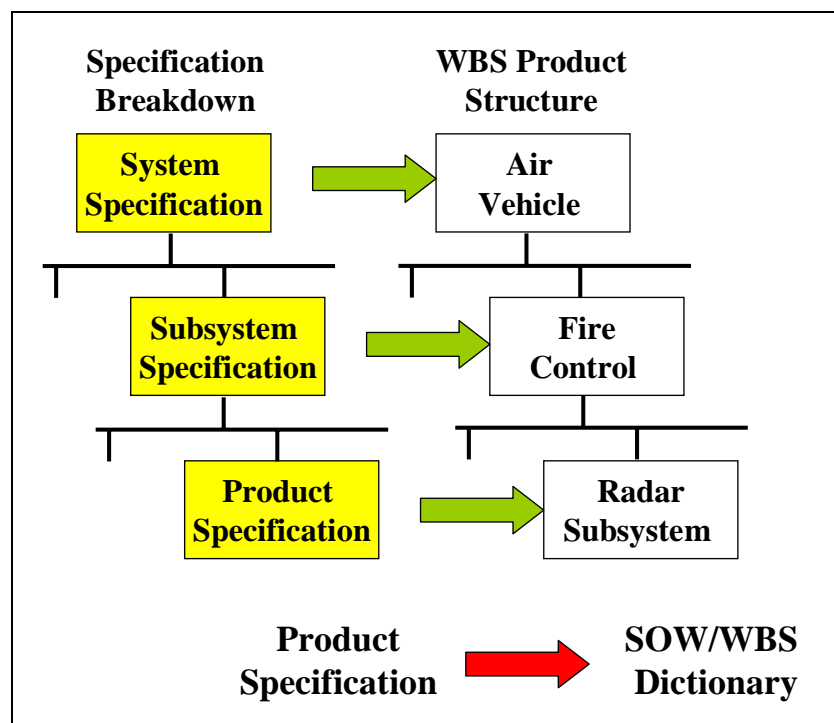 Specification
Breakdown
WBS Product
Structure
System
Specification
Air
Vehicle
Subsystem
Specification
Fire
Control
Product
Specification
Radar
Subsystem
Product
Specification
SOW/WBS
Dictionary